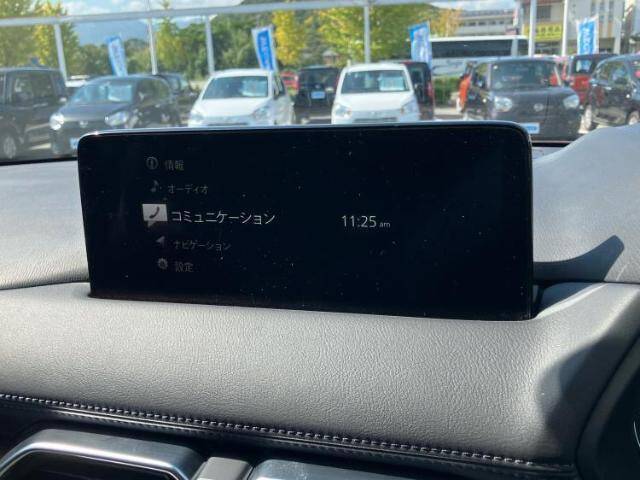 情報
オーディオ
コミュニケーション
11:25 am
ナビゲーション
設定